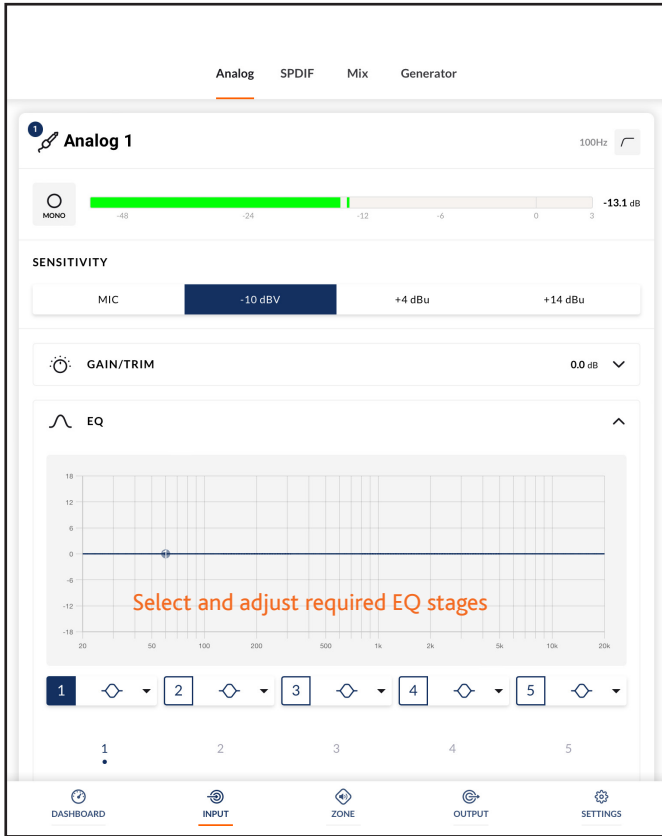 Analog SPDIF Mix Generator
1 Analog 1 100Hz
MONO -48 -24 -12 -6 0 3 -13.1 dB
SENSITIVITY
MIC -10 dBV +4 dBu +14 dBu
GAIN/TRIM 0.0 dB
EQ
18
12
6
0
-6
Select and adjust required EQ stages
-12
-18
20 50 100 200 500 1k 2k 5k 10k 20k
1 2 3 4 5
1 2 3 4 5
DASHBOARD INPUT ZONE OUTPUT SETTINGS